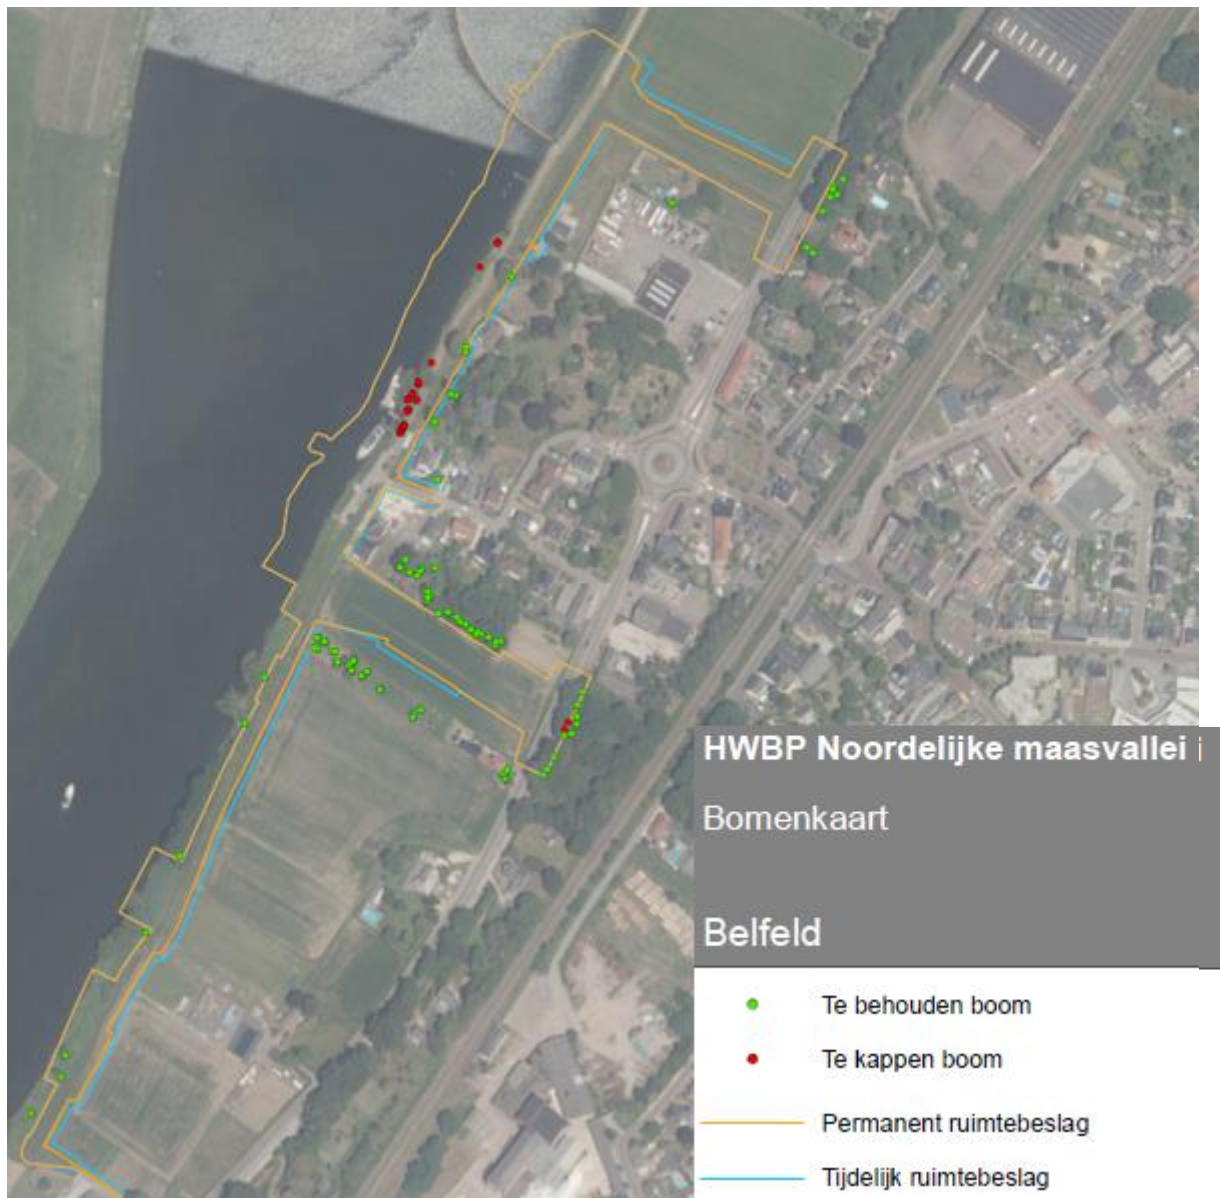 HWBP Noordelijke maasvallei
Bomenkaart
Belfeld
Te behouden boom
Te kappen boom
Permanent ruimtebeslag
Tijdelijk ruimtebeslag